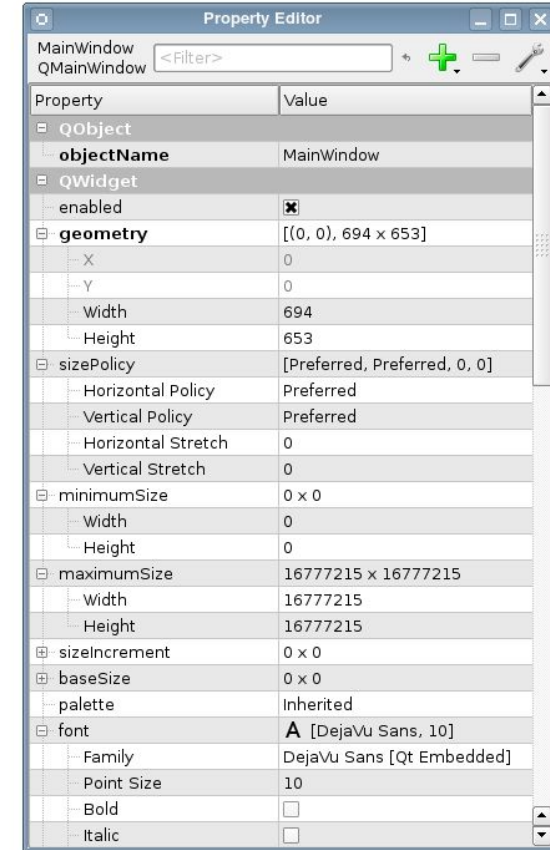 Property Editor
MainWindow
QMainWindow
<Filter>
Property Value
QObject
objectName MainWindow
QWidget
enabled
geometry [(0, 0), 694 x 653]
X 0
Y 0
Width 694
Height 653
sizePolicy [Preferred, Preferred, 0, 0]
Horizontal Policy Preferred
Vertical Policy Preferred
Horizontal Stretch 0
Vertical Stretch 0
minimumSize 0 x 0
Width 0
Height 0
maximumSize 16777215 x 16777215
Width 16777215
Height 16777215
sizeIncrement 0 x 0
baseSize 0 x 0
palette Inherited
font A [DejaVu Sans, 10]
Family DejaVu Sans [Qt Embedded]
Point Size 10
Bold
Italic